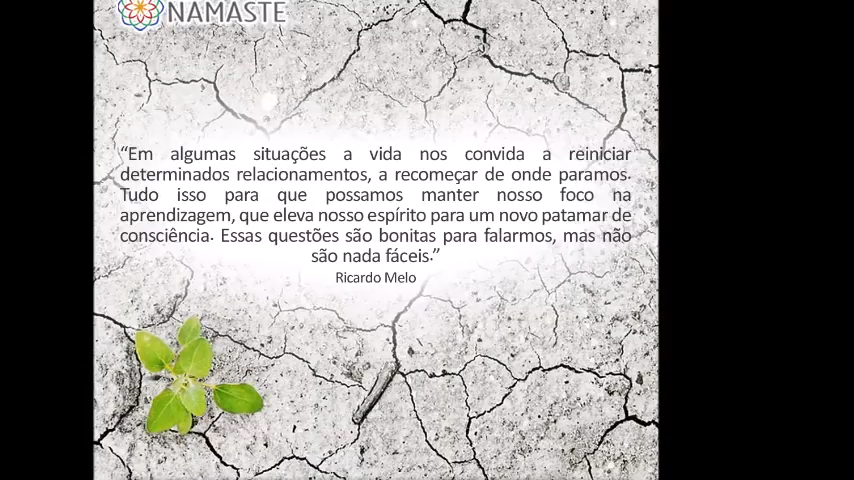 NAMASTE
“Em algumas situações a vida nos convida a reiniciar
determinados relacionamentos, a recomeçar de onde paramos.
Tudo isso para que possamos manter nosso foco na
aprendizagem, que eleva nosso espírito para um novo patamar de
consciência. Essas questões são bonitas para falarmos, mas não
são nada fáceis.”
Ricardo Melo